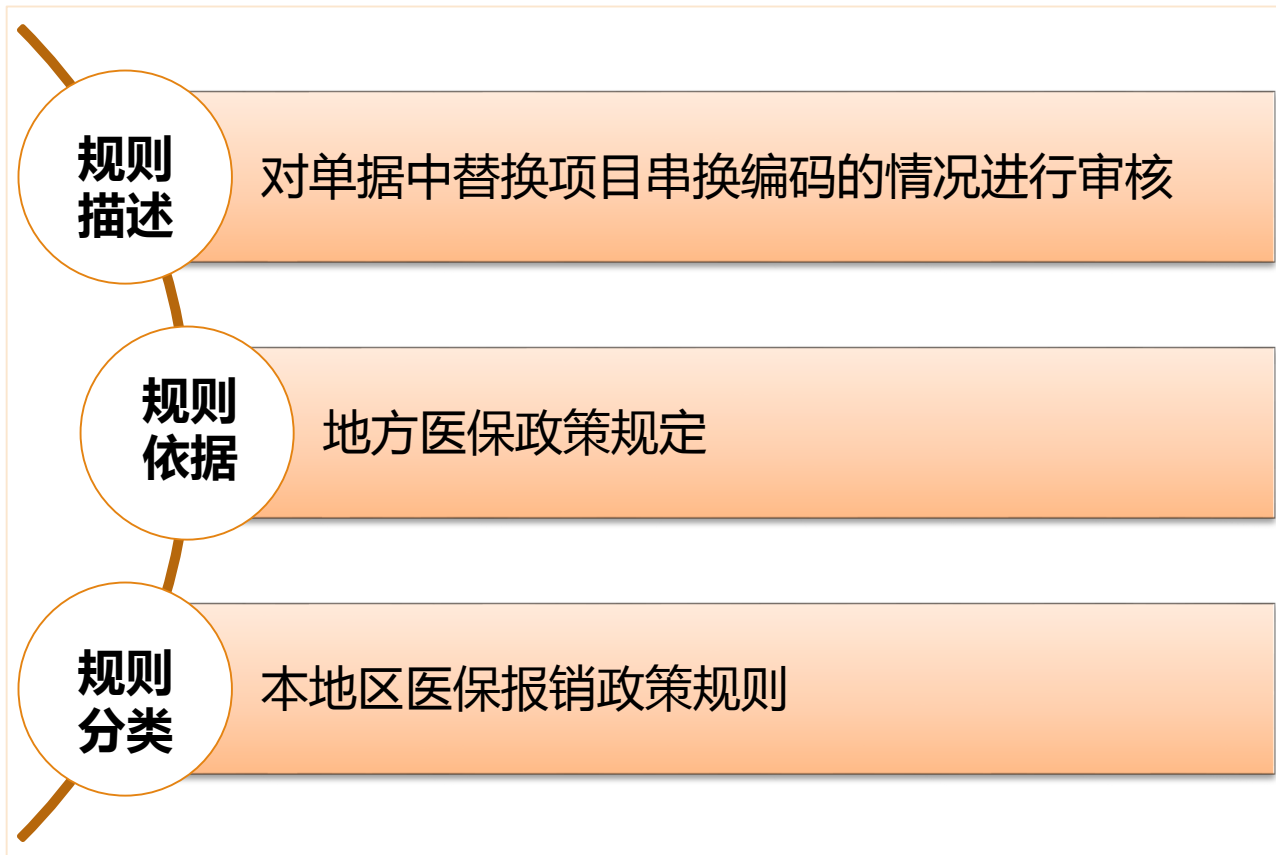 规则
描述
对单据中替换项目串换编码的情况进行审核
规则
依据
地方医保政策规定
规则
分类
本地区医保报销政策规则